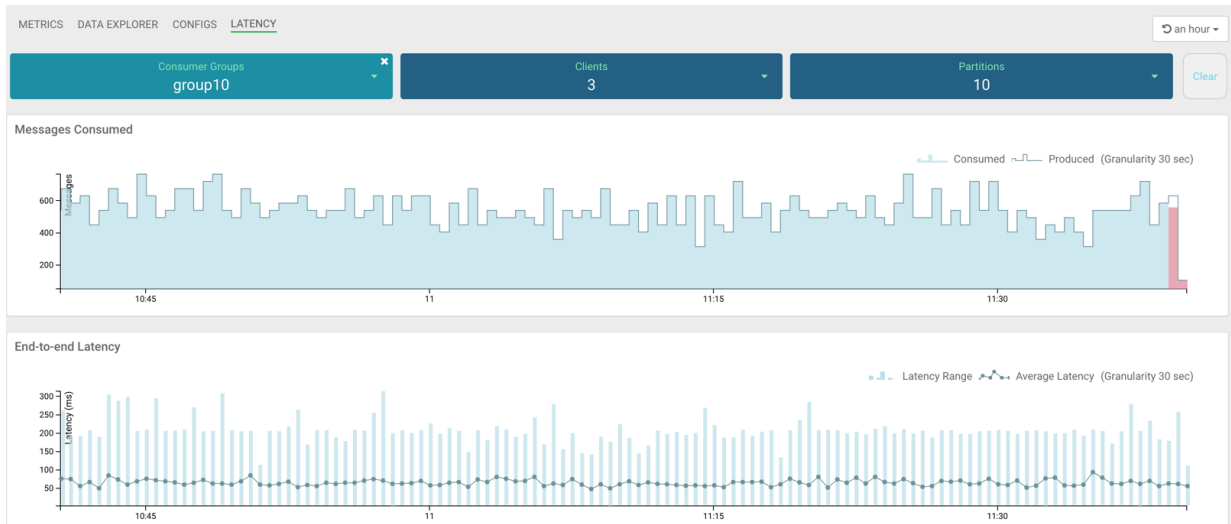 METRICS DATA EXPLORER CONFIGS LATENCY
an hour
Consumer Groups
group10
Clients
3
Partitions
10
Clear
Messages Consumed
Consumed Produced (Granularity 30 sec)
Messages
600
400
200
10:45 11 11:15 11:30
End-to-end Latency
Latency Range Average Latency (Granularity 30 sec)
Latency (ms)
300
250
200
150
100
50
10:45 11 11:15 11:30